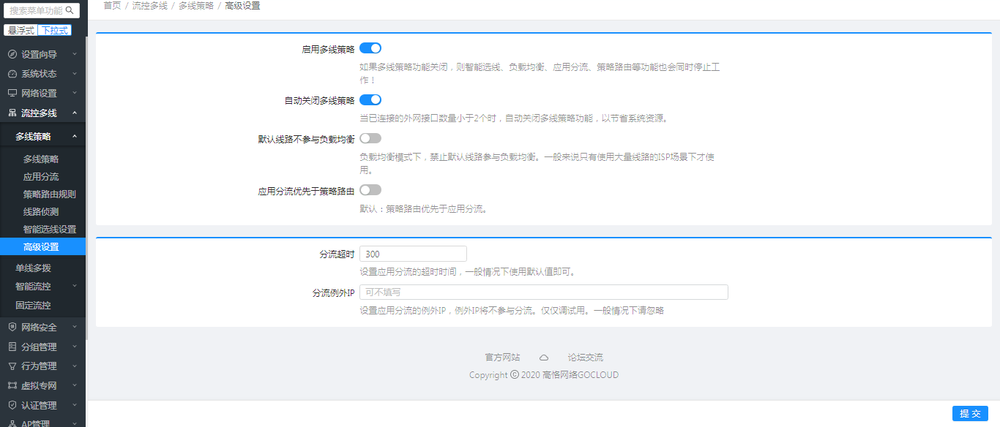 搜索菜单功能
悬浮式 下拉式
设置向导
系统状态
网络设置
流控多线
多线策略
多线策略
应用分流
策略路由规则
线路侦测
智能选线设置
高级设置
单线多拨
智能流控
固定流控
网络安全
分组管理
行为管理
虚拟专网
认证管理
AP管理
首页 / 流控多线 / 多线策略 / 高级设置
启用多线策略
如果多线策略功能关闭，则智能选线、负载均衡、应用分流、策略路由等功能也会同时停止工
作！
自动关闭多线策略
当已连接的外网接口数量小于2个时，自动关闭多线策略功能，以节省系统资源。
默认线路不参与负载均衡
负载均衡模式下，禁止默认线路参与负载均衡。一般来说只有使用大量线路的ISP场景下才使
用。
应用分流优先于策略路由
默认：策略路由优先于应用分流。
分流超时 300
设置应用分流的超时时间，一般情况下使用默认值即可。
分流例外IP 可不填写
设置应用分流的例外IP，例外IP将不参与分流。仅仅调试用。一般情况下请忽略
官方网站 论坛交流
Copyright © 2020 高恪网络GOCLOUD
提 交